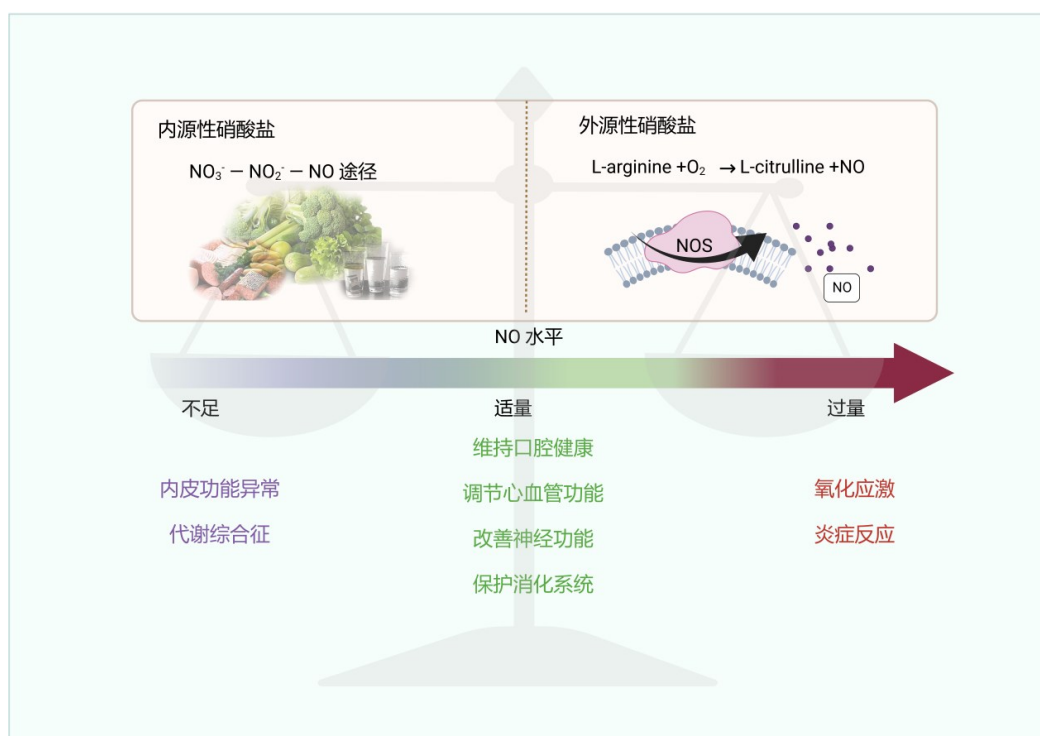 内源性硝酸盐
NO₃⁻ — NO₂⁻ — NO 途径
外源性硝酸盐
L-arginine +O₂ →L-citrulline +NO
NOS
NO
NO 水平
不足
适量
过量
内皮功能异常
代谢综合征
维持口腔健康
调节心血管功能
改善神经功能
保护消化系统
氧化应激
炎症反应